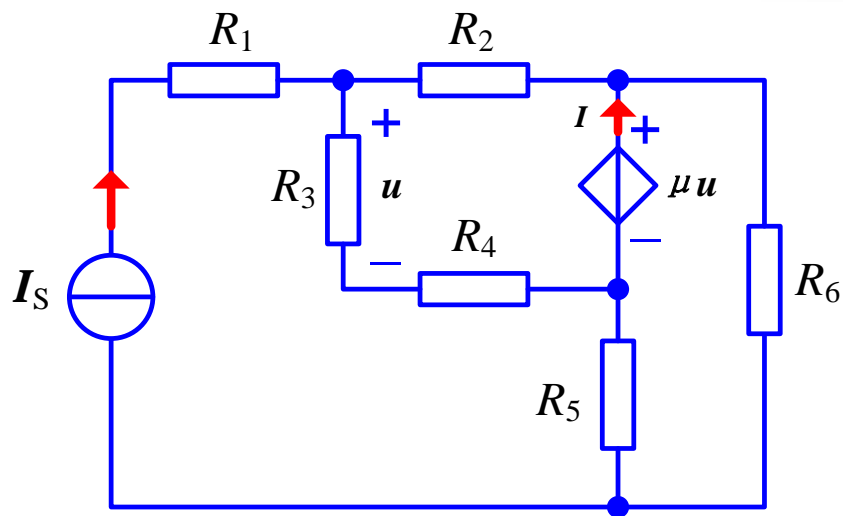 R1
R2
I
+
+
R3
u
μu
R4
−
−
IS
R6
R5